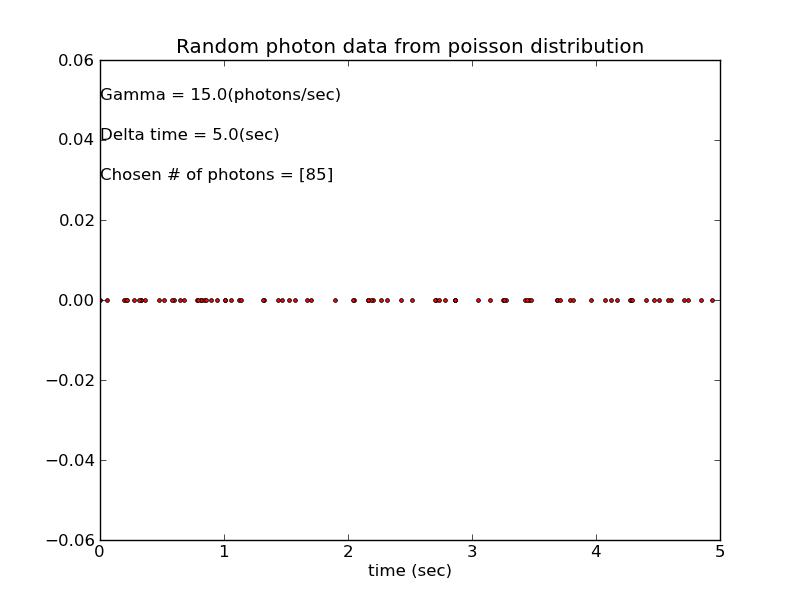 Random photon data from poisson distribution
0.06
Gamma = 15.0(photons/sec)
0.04
Delta time = 5.0(sec)
Chosen # of photons = [85]
0.02
0.00
−0.02
−0.04
−0.06
0 1 2 3 4 5
time (sec)